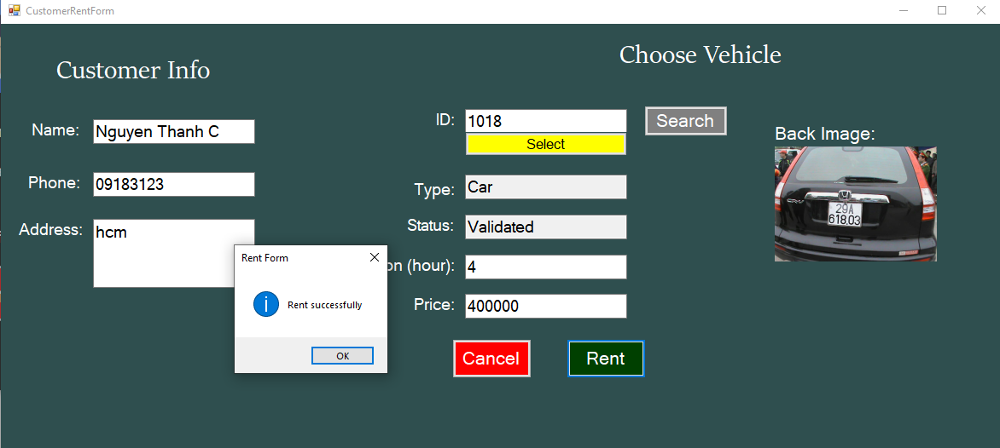 CustomerRentForm
Customer Info
Choose Vehicle
Name:
Nguyen Thanh C
Phone:
09183123
Address:
hcm
ID:
1018
Search
Select
Type:
Car
Status:
Validated
on (hour):
4
Price:
400000
Cancel
Rent
Back Image:
CRV
29A
618.03
Rent Form
Rent successfully
OK